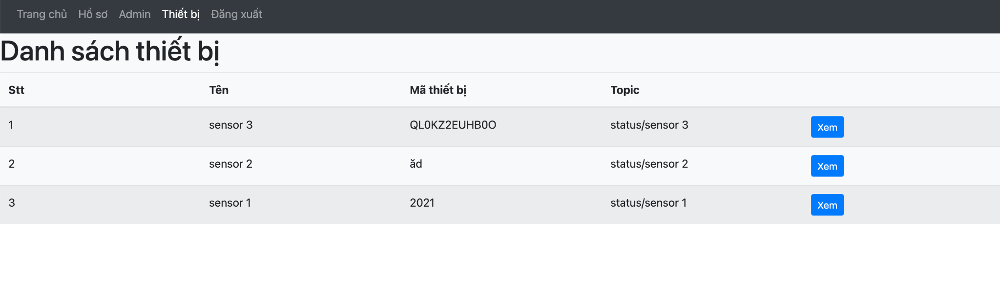 Trang chủ Hồ sơ Admin Thiết bị Đăng xuất
Danh sách thiết bị
Stt Tên Mã thiết bị Topic
1 sensor 3 QL0KZ2EUHB0O status/sensor 3 Xem
2 sensor 2 ăd status/sensor 2 Xem
3 sensor 1 2021 status/sensor 1 Xem